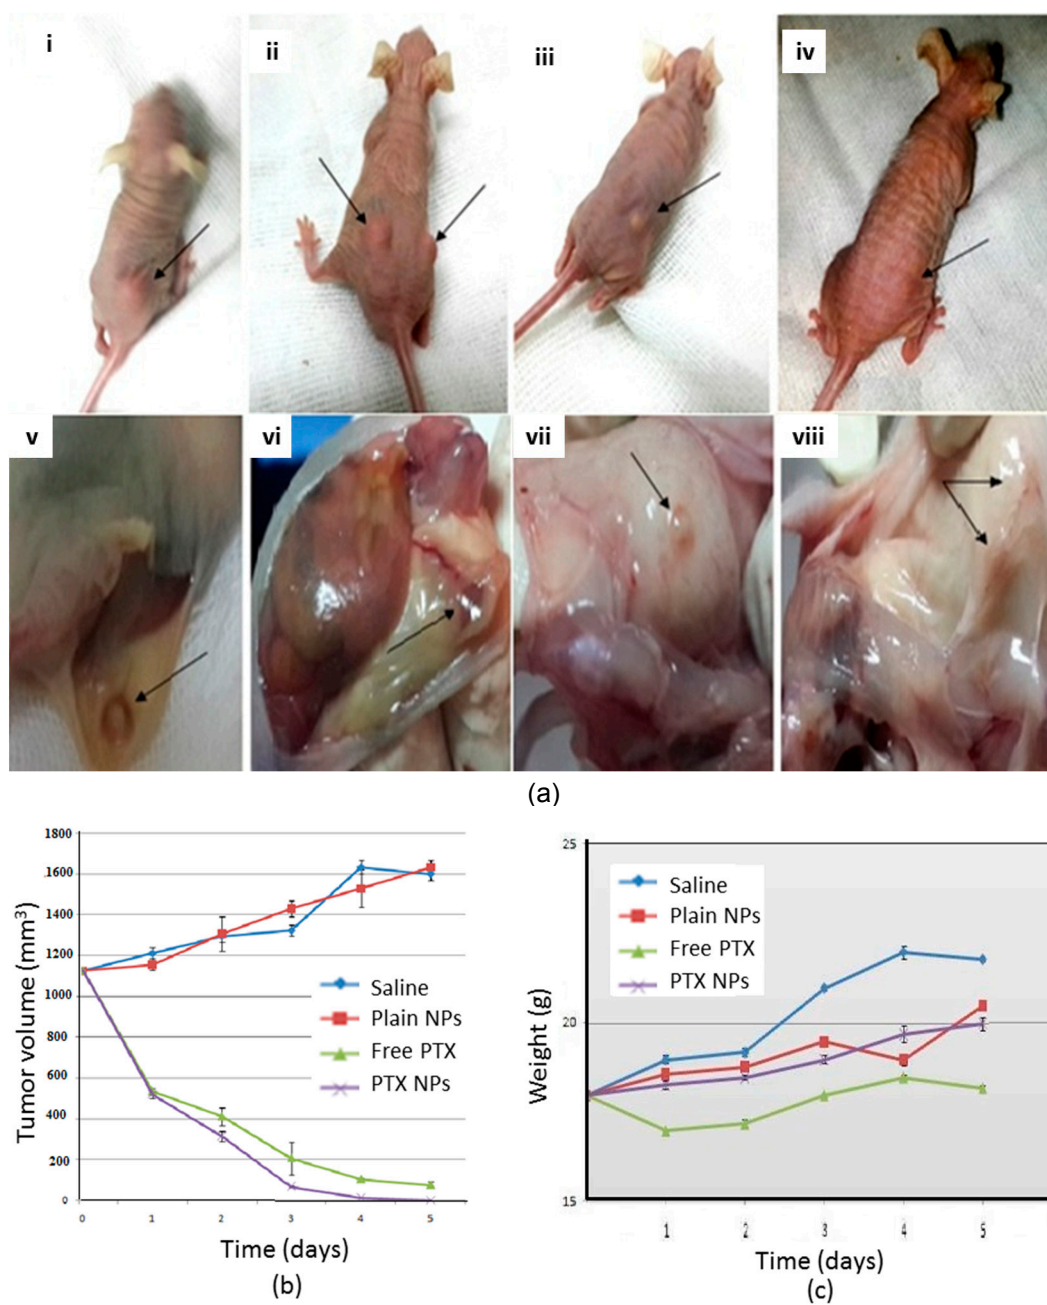 i
ii
iii
iv
v
vi
vii
viii
(a)
1800
1600
1400
1200
1000
800
600
400
200
0
0 1 2 3 4 5
Tumor volume (mm³)
Time (days)
Saline
Plain NPs
Free PTX
PTX NPs
(b)
25
20
15
1 2 3 4 5
Weight (g)
Time (days)
Saline
Plain NPs
Free PTX
PTX NPs
(c)